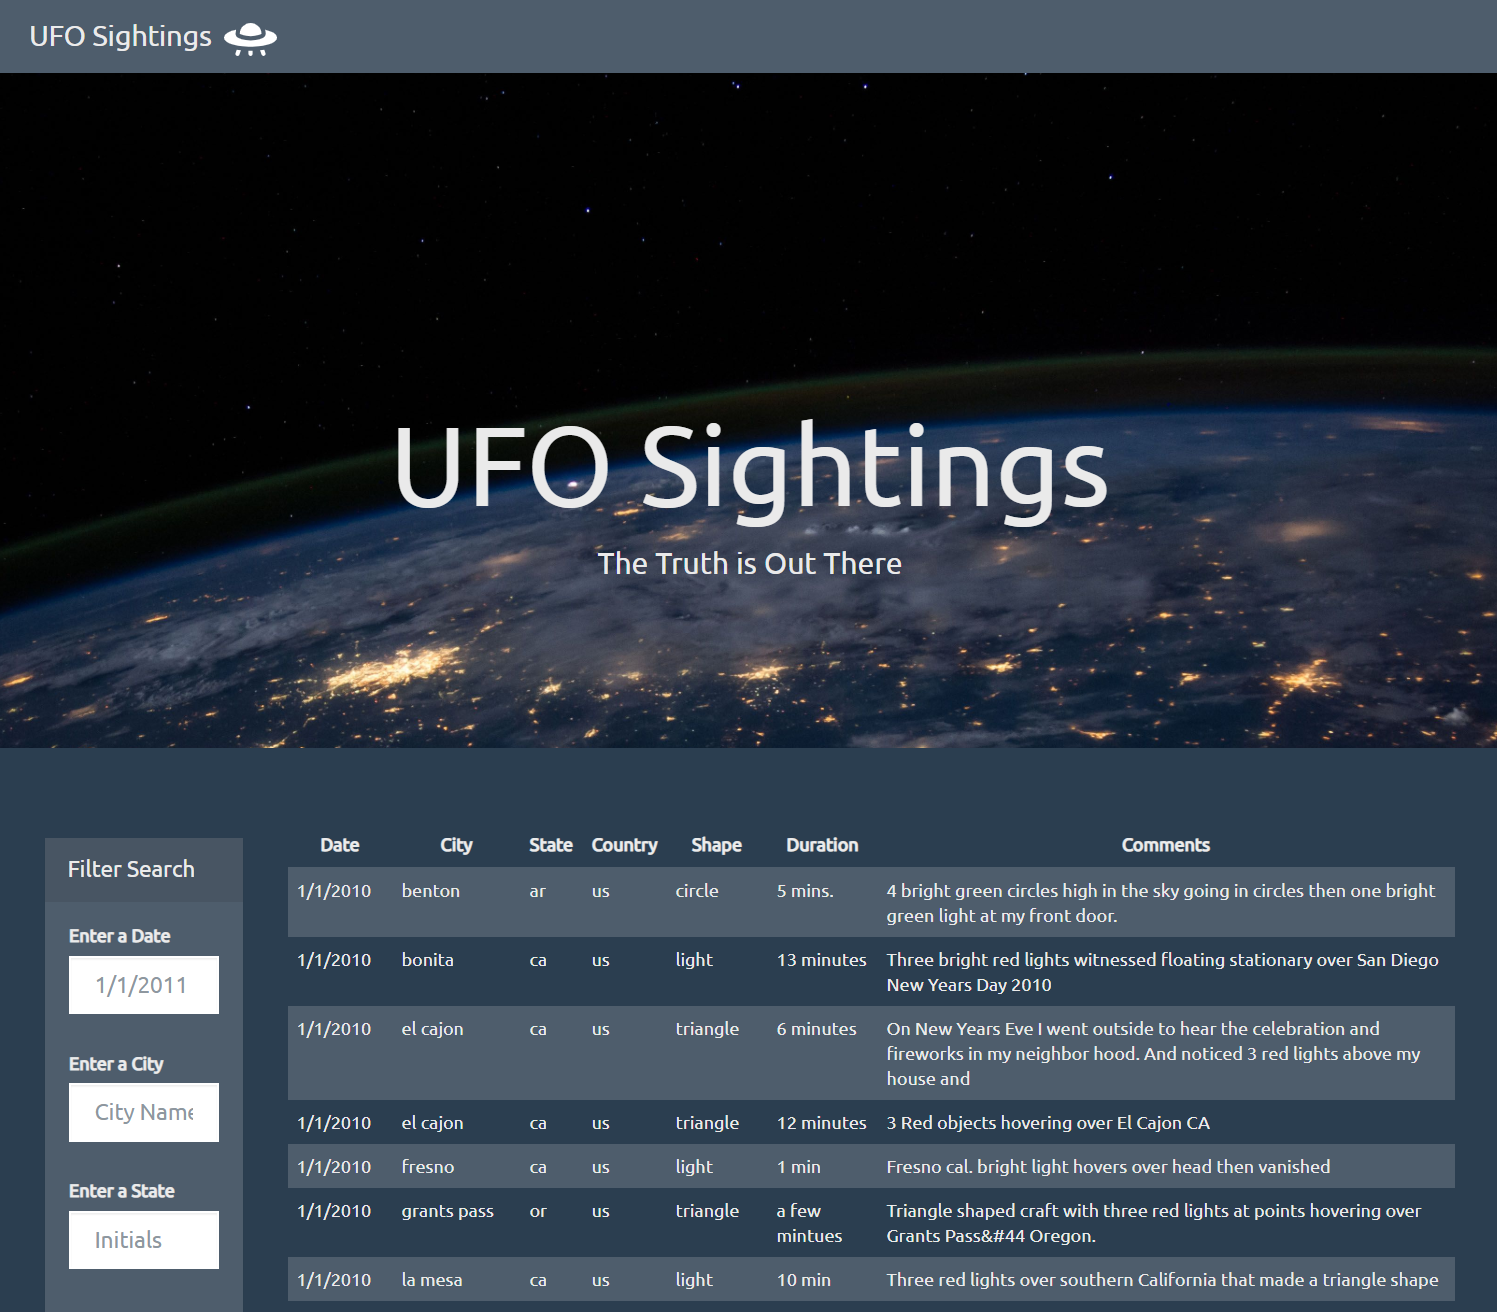 UFO Sightings
UFO Sightings
The Truth is Out There
Filter Search
Enter a Date
1/1/2011
Enter a City
City Name
Enter a State
Initials
Date City State Country Shape Duration Comments
1/1/2010 benton ar us circle 5 mins. 4 bright green circles high in the sky going in circles then one bright
green light at my front door.
1/1/2010 bonita ca us light 13 minutes Three bright red lights witnessed floating stationary over San Diego
New Years Day 2010
1/1/2010 el cajon ca us triangle 6 minutes On New Years Eve I went outside to hear the celebration and
fireworks in my neighbor hood. And noticed 3 red lights above my
house and
1/1/2010 el cajon ca us triangle 12 minutes 3 Red objects hovering over El Cajon CA
1/1/2010 fresno ca us light 1 min Fresno cal. bright light hovers over head then vanished
1/1/2010 grants pass or us triangle a few Triangle shaped craft with three red lights at points hovering over
mintues Grants Pass&#44 Oregon.
1/1/2010 la mesa ca us light 10 min Three red lights over southern California that made a triangle shape